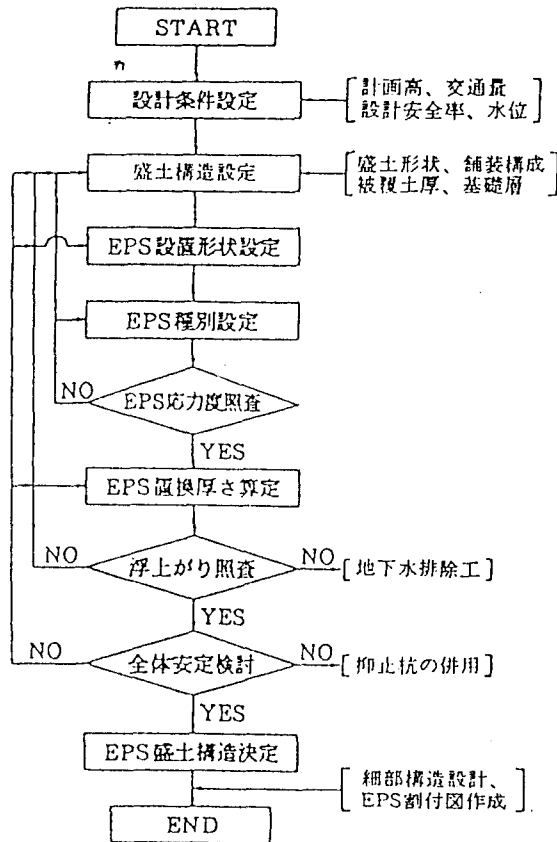 START
設計条件設定
計画高、交通量
設計安全率、水位
盛土構造設定
盛土形状、舗装構成
被覆土厚、基礎層
EPS設置形状設定
EPS種別設定
NO
EPS応力度照査
YES
EPS置換厚さ算定
NO
浮上がり照査
NO
[地下水排除工]
YES
NO
全体安定検討
NO
[抑止杭の併用]
YES
EPS盛土構造決定
細部構造設計、
EPS割付図作成
END